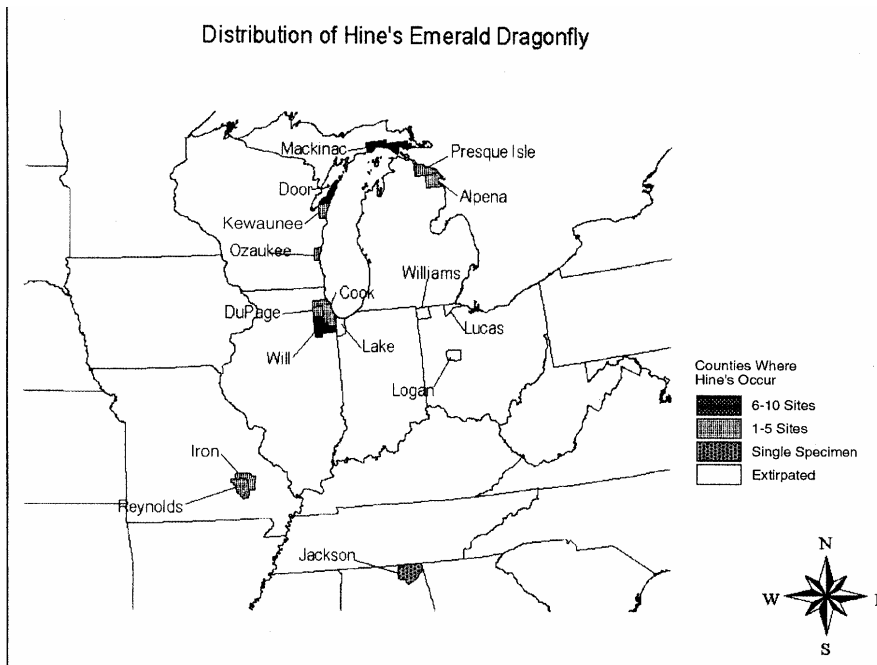 Distribution of Hine's Emerald Dragonfly
Mackinac
Presque Isle
Door
Alpena
Kewaunee
Ozaukee
Williams
Cook
DuPage
Lucas
Will
Lake
Logan
Counties Where
Hine's Occur
6-10 Sites
1-5 Sites
Single Specimen
Extirpated
Iron
Reynolds
Jackson
N
W
S